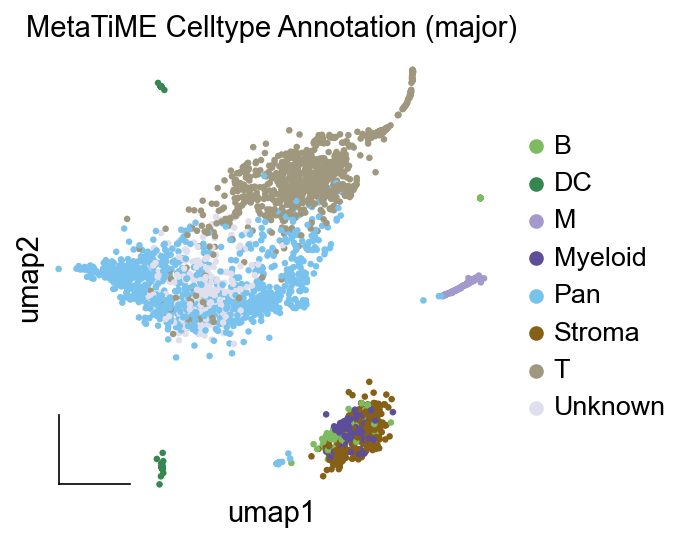 MetaTiME Celltype Annotation (major)
B
DC
M
Myeloid
Pan
Stroma
T
Unknown
umap2
umap1